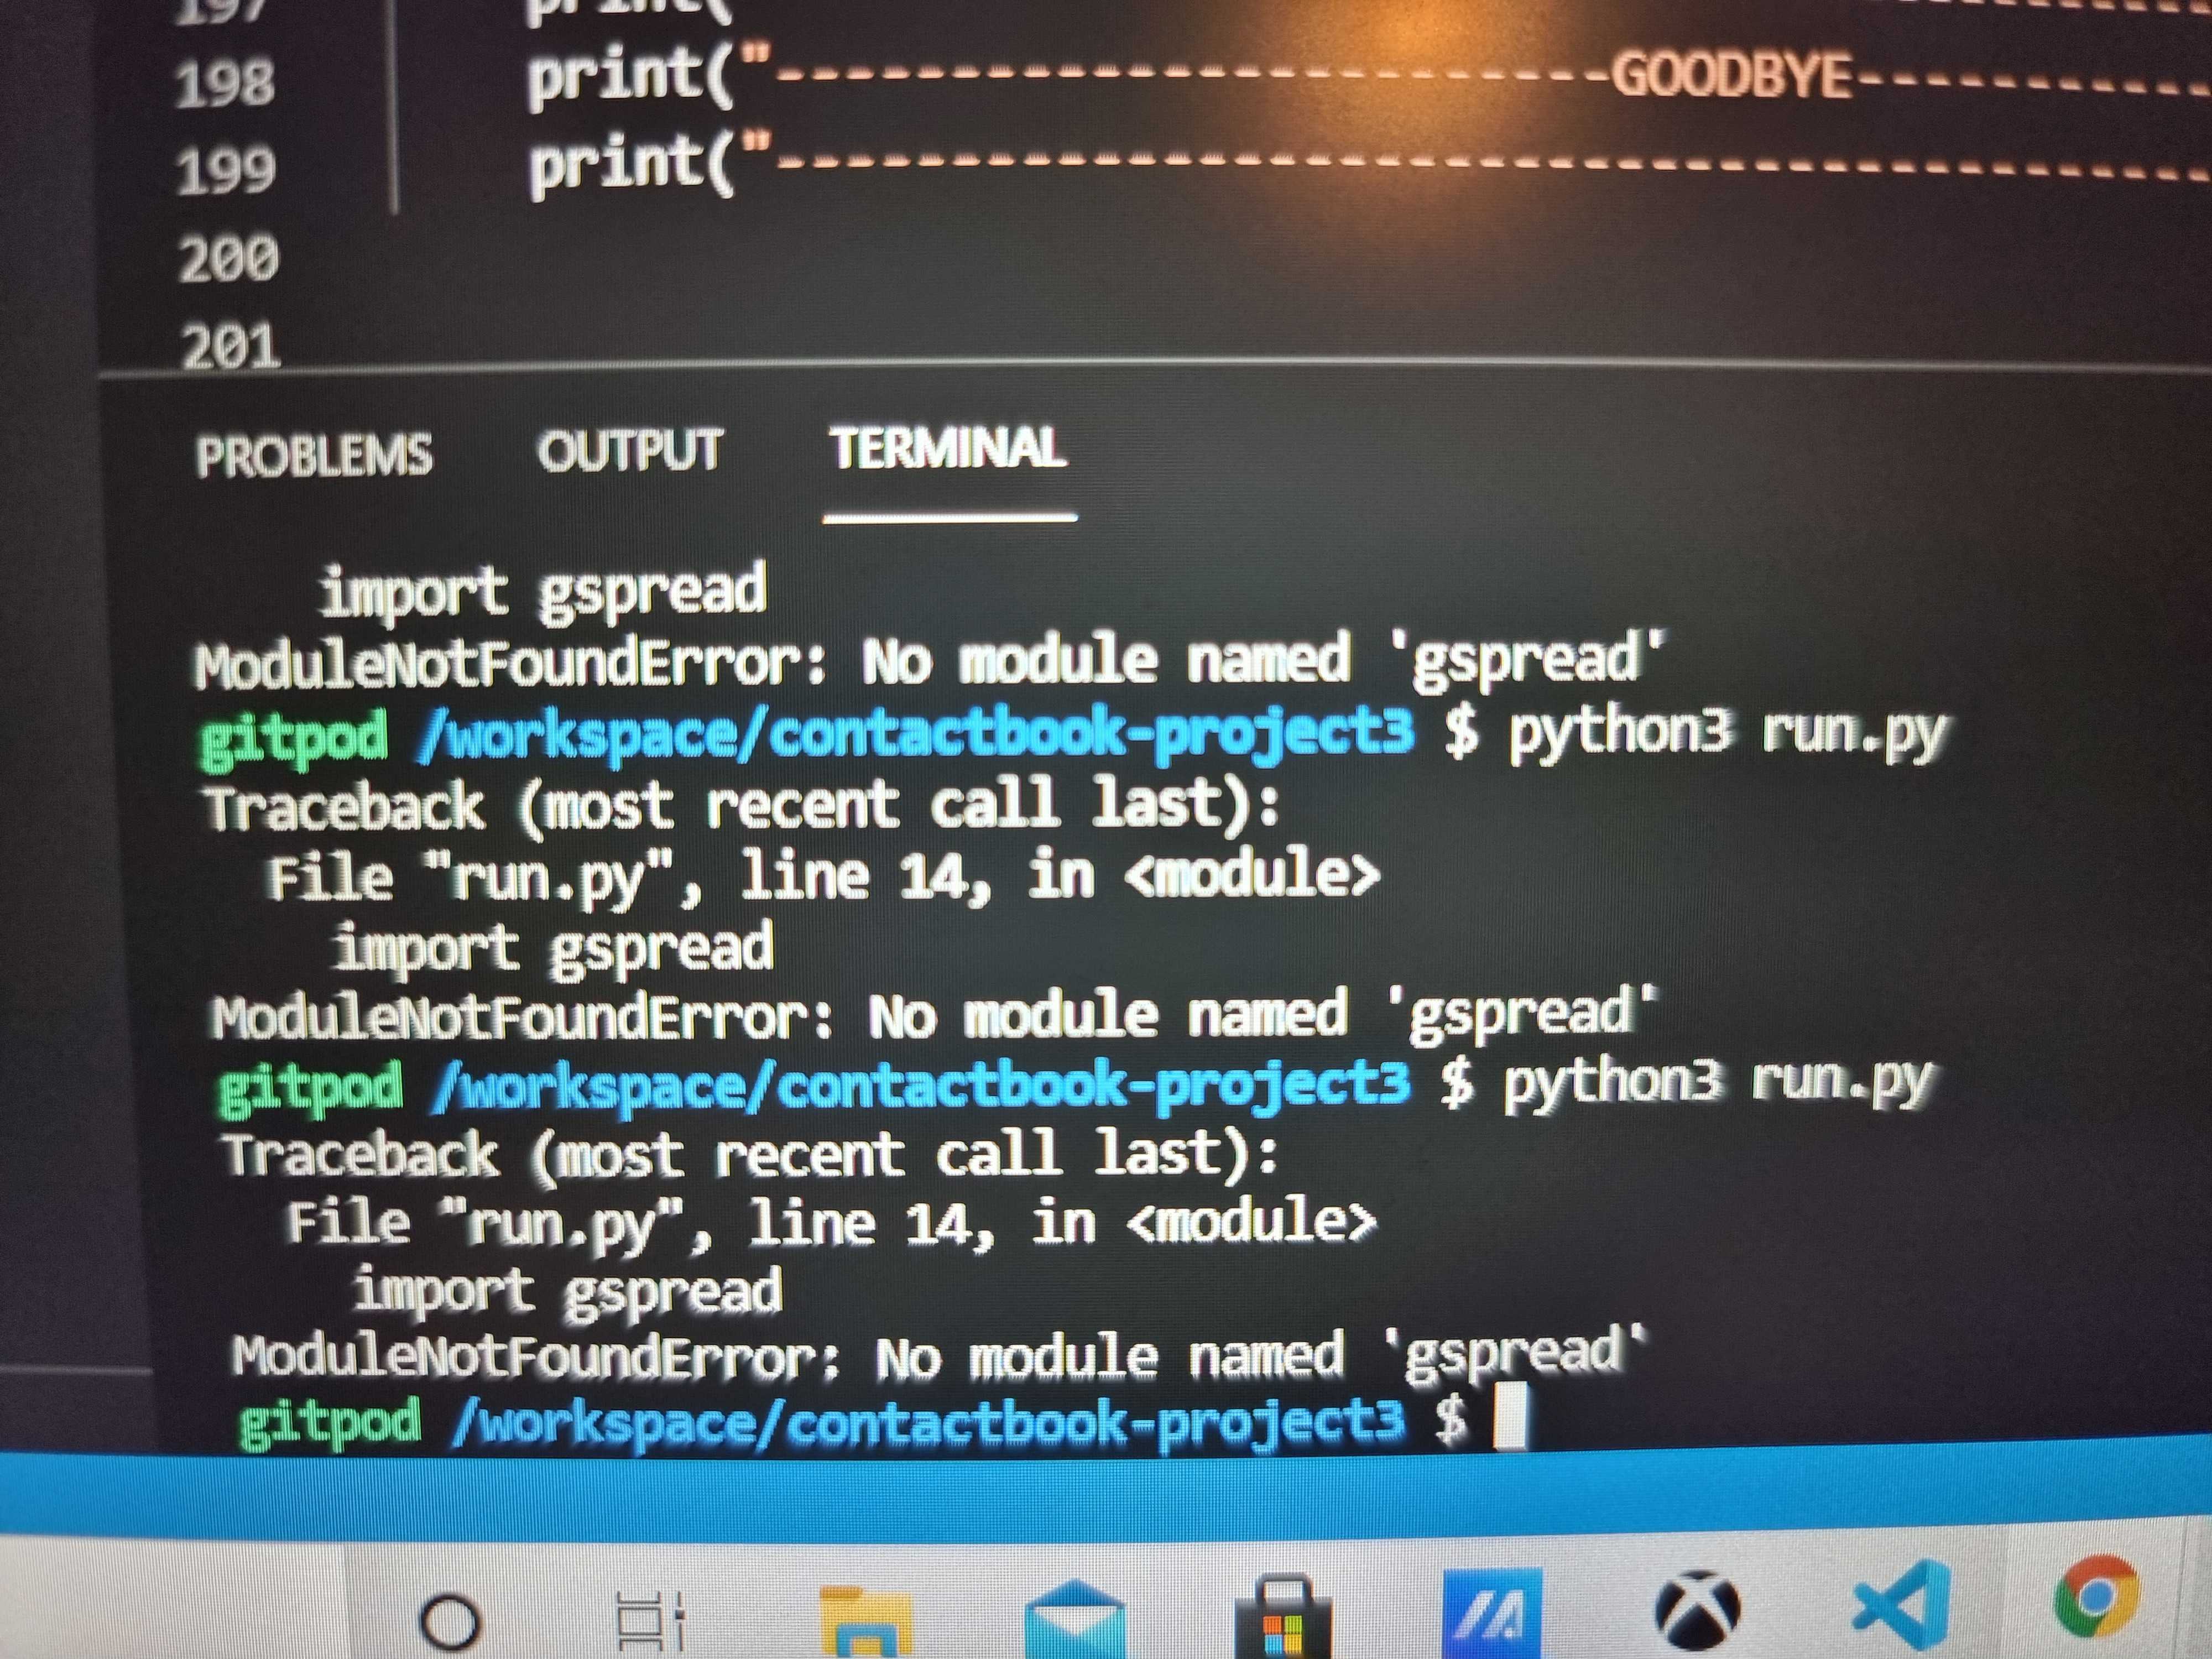 197 print(
198 print("-----------------------------GOODBYE------------
199 print("--------------------------------------------------
200
201
PROBLEMS OUTPUT TERMINAL
import gspread
ModuleNotFoundError: No module named 'gspread'
gitpod /workspace/contactbook-project3 $ python3 run.py
Traceback (most recent call last):
File "run.py", line 14, in <module>
import gspread
ModuleNotFoundError: No module named 'gspread'
gitpod /workspace/contactbook-project3 $ python3 run.py
Traceback (most recent call last):
File "run.py", line 14, in <module>
import gspread
ModuleNotFoundError: No module named 'gspread'
gitpod /workspace/contactbook-project3 $